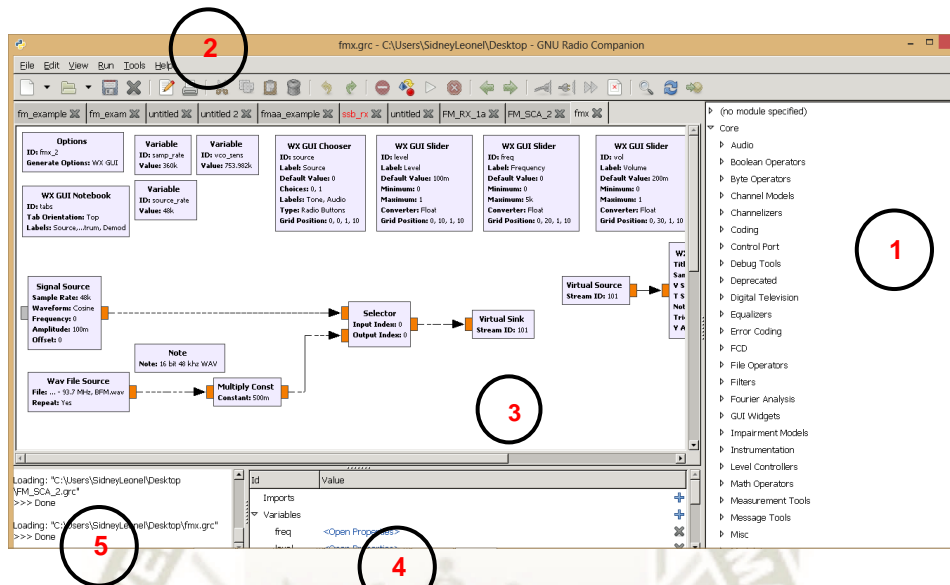 2
fmx.grc - C:\Users\SidneyLeonel\Desktop - GNU Radio Companion
File Edit View Run Tools Help
fm_example fm_exam untitled untitled 2 fmaa_example ssb_rx untitled FM_RX_1a FM_SCA_2 fmx
Options
ID: fmx_2
Generate Options: WX GUI
Variable
ID: samp_rate
Value: 360k
Variable
ID: vco_sens
Value: 753.982k
WX GUI Chooser
ID: source
Label: Source
Default Value: 0
Choices: 0, 1
Labels: Tone, Audio
Type: Radio Buttons
Grid Position: 0, 0, 1, 10
WX GUI Slider
ID: level
Label: Level
Default Value: 100m
Minimum: 0
Maximum: 1
Converter: Float
Grid Position: 0, 10, 1, 10
WX GUI Slider
ID: freq
Label: Frequency
Default Value: 0
Minimum: 0
Maximum: 5k
Converter: Float
Grid Position: 0, 20, 1, 10
WX GUI Slider
ID: vol
Label: Volume
Default Value: 200m
Minimum: 0
Maximum: 1
Converter: Float
Grid Position: 0, 30, 1, 10
WX GUI Notebook
ID: tabs
Tab Orientation: Top
Labels: Source,...trum, Demod
Variable
ID: source_rate
Value: 48k
Signal Source
Sample Rate: 48k
Waveform: Cosine
Frequency: 0
Amplitude: 100m
Offset: 0
Selector
Input Index: 0
Output Index: 0
Virtual Sink
Stream ID: 101
Virtual Source
Stream ID: 101
W
Titl
Sar
V S
T S
Not
Tri
Y A
Note
Note: 16 bit 48 khz WAV
Wav File Source
File: ... - 93.7 MHz, BFM.wav
Repeat: Yes
Multiply Const
Constant: 500m
3
(no module specified)
Core
Audio
Boolean Operators
Byte Operators
Channel Models
Channelizers
Coding
Control Port
Debug Tools
Deprecated
Digital Television
Equalizers
Error Coding
FCD
File Operators
Filters
Fourier Analysis
GUI Widgets
Impairment Models
Instrumentation
Level Controllers
Math Operators
Measurement Tools
Message Tools
Misc
1
Loading: "C:\Users\SidneyLeonel\Desktop
\FM_SCA_2.grc"
>>> Done
Loading: "C:\Users\SidneyLeonel\Desktop\fmx.grc"
>>> Done
5
Id Value
Imports
Variables
freq <Open Properties>
4